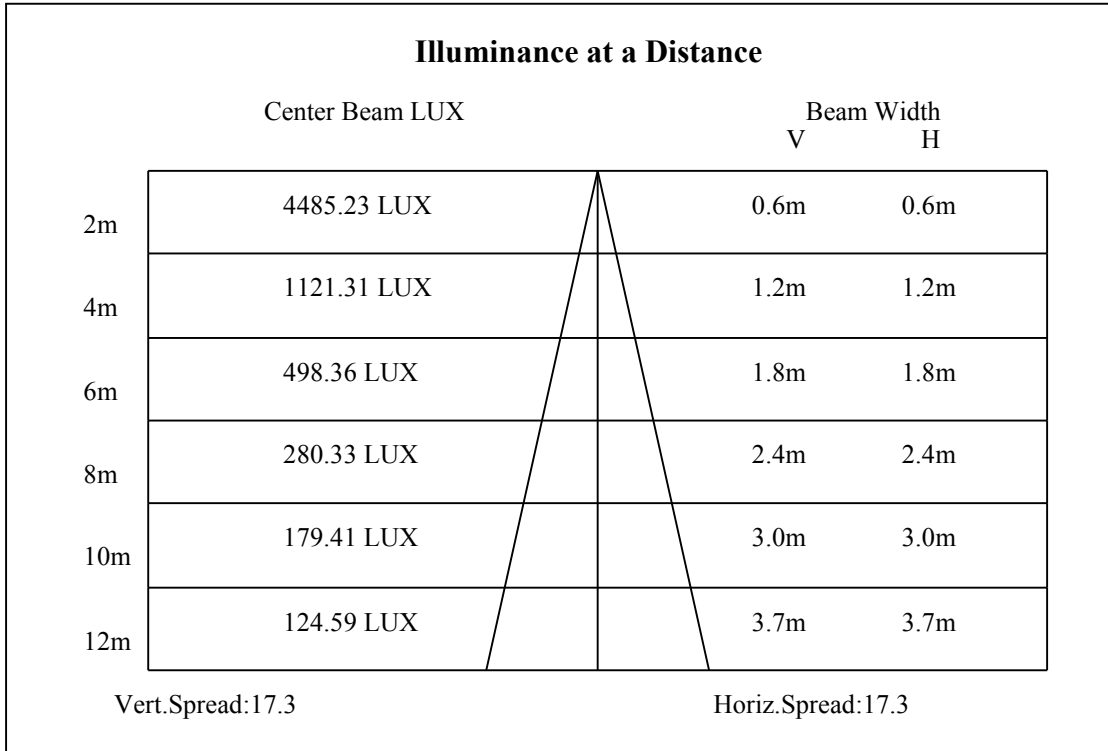 Illuminance at a Distance
Center Beam LUX Beam Width
V H
2m 4485.23 LUX 0.6m 0.6m
4m 1121.31 LUX 1.2m 1.2m
6m 498.36 LUX 1.8m 1.8m
8m 280.33 LUX 2.4m 2.4m
10m 179.41 LUX 3.0m 3.0m
12m 124.59 LUX 3.7m 3.7m
Vert.Spread:17.3 Horiz.Spread:17.3